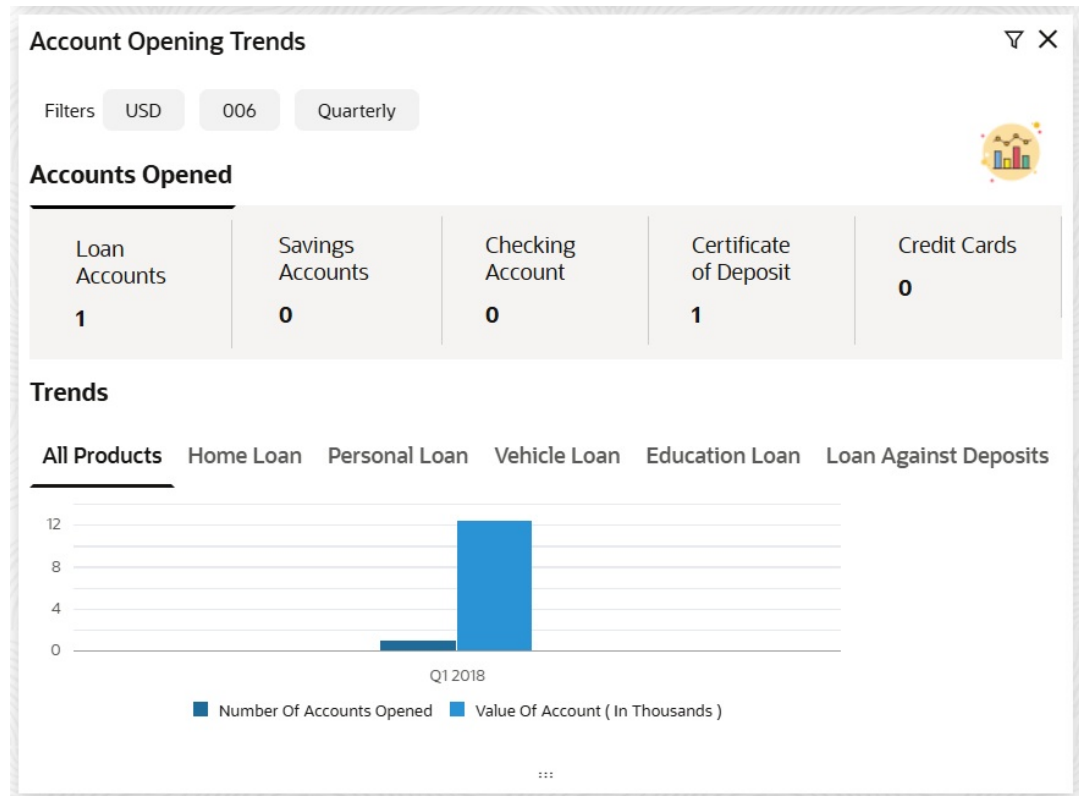 Account Opening Trends
Filters USD 006 Quarterly
Accounts Opened
Loan
Accounts
1
Savings
Accounts
0
Checking
Account
0
Certificate
of Deposit
1
Credit Cards
0
Trends
All Products Home Loan Personal Loan Vehicle Loan Education Loan Loan Against Deposits
12
8
4
0
Q1 2018
Number Of Accounts Opened Value Of Account ( In Thousands )